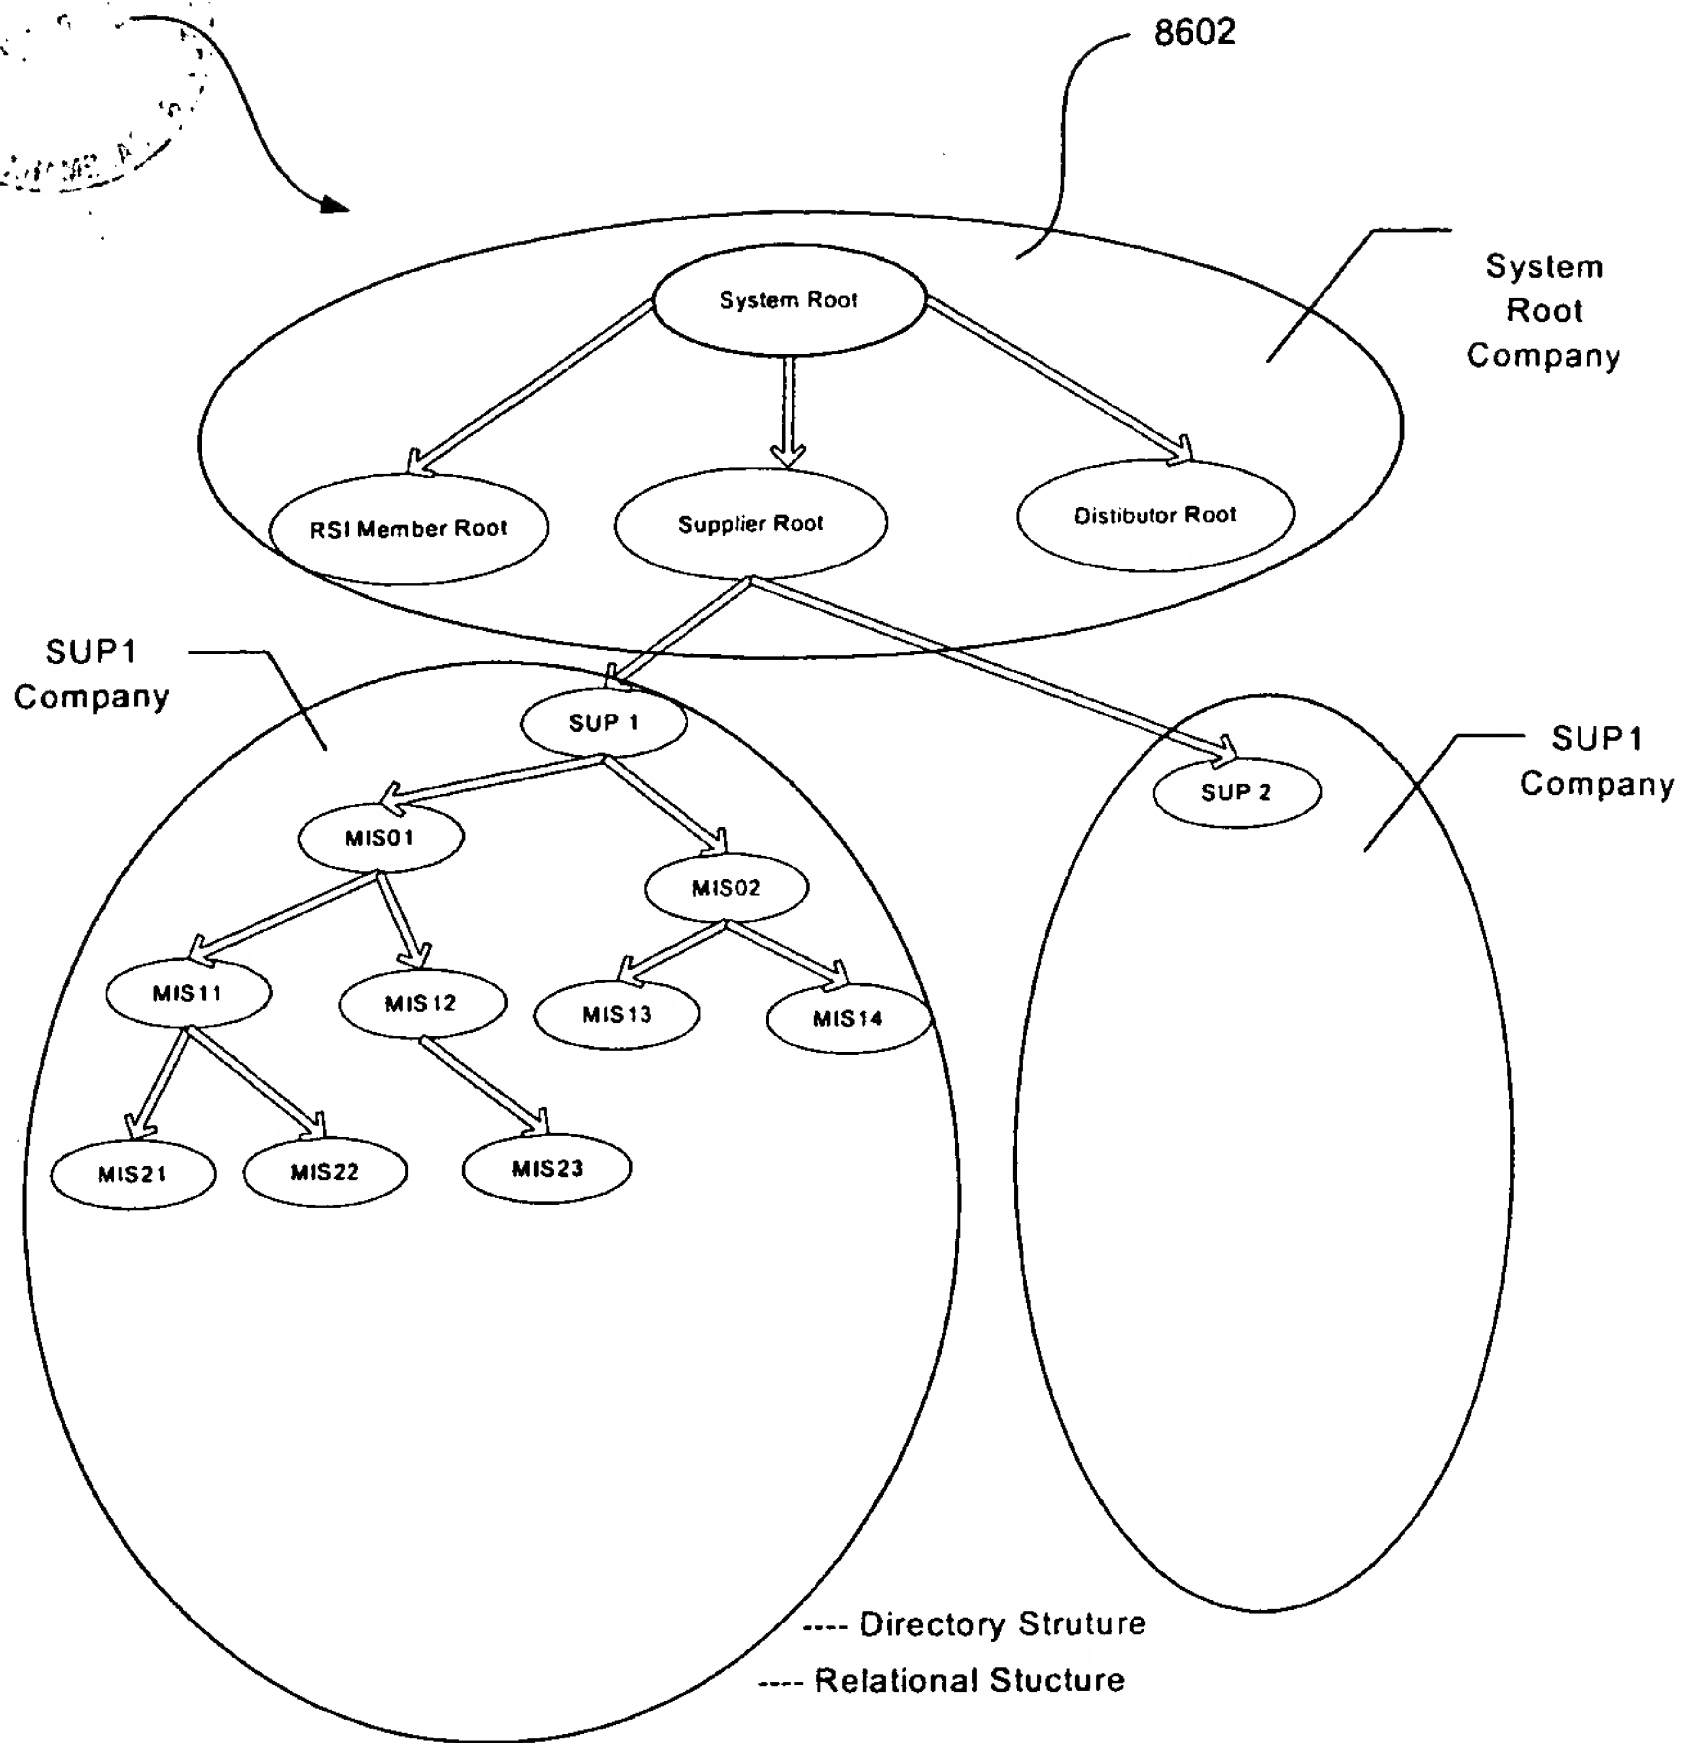 8602
System
Root
Company
System Root
RSI Member Root
Supplier Root
Distibutor Root
SUP1
Company
SUP 1
SUP1
Company
SUP 2
MIS01
MIS02
MIS11
MIS12
MIS13
MIS14
MIS21
MIS22
MIS23
---- Directory Struture
---- Relational Stucture